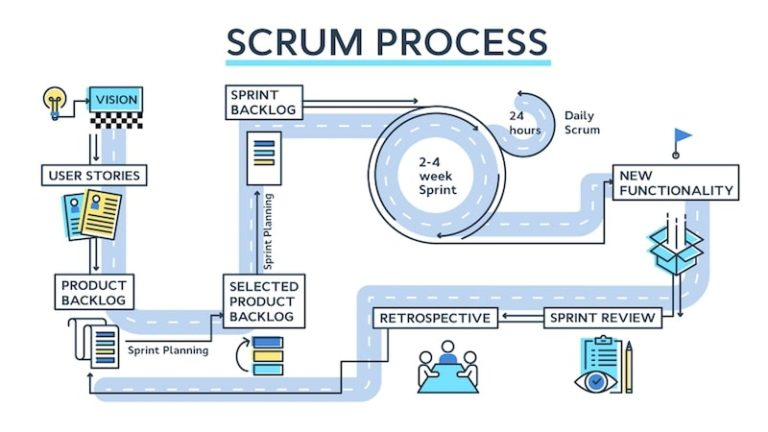 SCRUM PROCESS
VISION
USER STORIES
PRODUCT
BACKLOG
Sprint Planning
SELECTED
PRODUCT
BACKLOG
Sprint Planning
SPRINT
BACKLOG
2-4
week
Sprint
24
hours
Daily
Scrum
NEW
FUNCTIONALITY
SPRINT REVIEW
RETROSPECTIVE